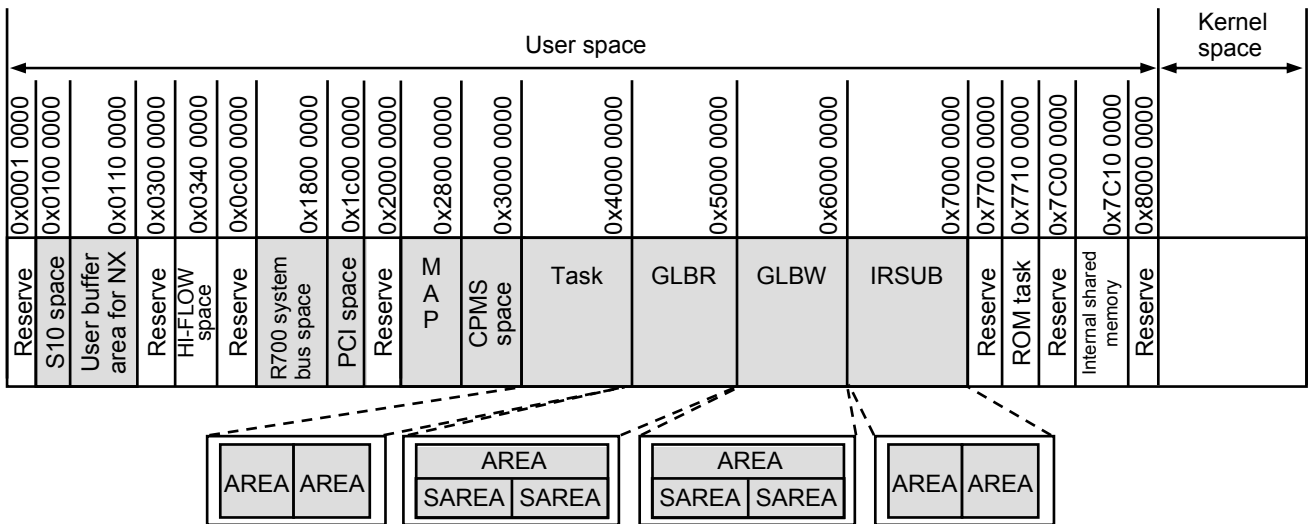 User space
Kernel
space
0x0001 0000
0x0100 0000
0x0110 0000
0x0300 0000
0x0340 0000
0x0c00 0000
0x1800 0000
0x1c00 0000
0x2000 0000
0x2800 0000
0x3000 0000
0x4000 0000
0x5000 0000
0x6000 0000
0x7000 0000
0x7700 0000
0x7710 0000
0x7C00 0000
0x7C10 0000
0x8000 0000
Reserve
S10 space
User buffer
area for NX
Reserve
HI-FLOW
space
Reserve
R700 system
bus space
PCI space
Reserve
M
A
P
CPMS
space
Task
GLBR
GLBW
IRSUB
Reserve
ROM task
Reserve
Internal shared
memory
Reserve
AREA AREA
AREA
SAREA SAREA
AREA
SAREA SAREA
AREA AREA